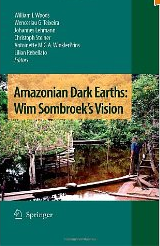 William I. Woods
Wenceslau G. Teixeira
Johannes Lehmann
Christoph Steiner
Antoinette M.G.A. WinklerPrins
Lilian Rebellato
Editors
Amazonian Dark Earths:
Wim Sombroek's Vision
Springer